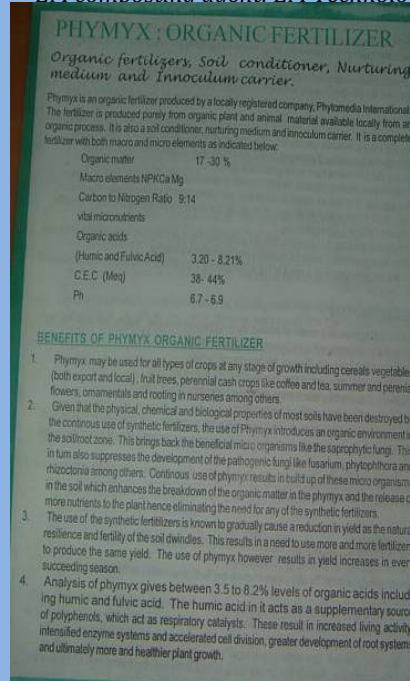 PHYMYX : ORGANIC FERTILIZER
Organic fertilizers, Soil conditioner, Nurturing
medium and Innoculum carrier.
Phymyx is an organic fertilizer produced by a locally registered company, Phytomedia International.
The fertilizer is produced purely from organic plant and animal material available locally from an
organic process. It is also a soil conditioner, nurturing medium and innoculum carrier. It is a complete
fertilizer with both macro and micro elements as indicated below:
Organic matter 17 -30 %
Macro elements NPKCa Mg
Carbon to Nitrogen Ratio 9:14
vital micronutrients
Organic acids
(Humic and Fulvic Acid) 3.20 - 8.21%
C.E.C (Meq) 38- 44%
Ph 6.7 - 6.9
BENEFITS OF PHYMYX ORGANIC FERTILIZER
1. Phymyx may be used for all types of crops at any stage of growth including cereals vegetable
(both export and local) , fruit trees, perennial cash crops like coffee and tea, summer and perenia
flowers, ornamentals and rooting in nurseries among others.
2. Given that the physical, chemical and biological properties of most soils have been destroyed b
the continous use of synthetic fertilizers, the use of Phymyx introduces an organic environment i
the soil/root zone. This brings back the beneficial micro organisms like the saprophytic fungi. This
in turn also suppresses the development of the pathogenic fungi like fusarium, phytophthora and
rhizoctonia among others. Continous use of phymyx results in build up of these micro organism
in the soil which enhances the breakdown of the organic matter in the phymyx and the release o
more nutrients to the plant hence eliminating the need for any of the synthetic fertilizers.
3. The use of the synthetic fertilizers is known to gradually cause a reduction in yield as the natura
resilience and fertility of the soil dwindles. This results in a need to use more and more fertilizer
to produce the same yield. The use of phymyx however results in yield increases in ever
succeeding season.
4. Analysis of phymyx gives between 3.5 to 8.2% levels of organic acids includ
ing humic and fulvic acid. The humic acid in it acts as a supplementary source
of polyphenols, which act as respiratory catalysts. These result in increased living activity
intensified enzyme systems and accelerated cell division, greater development of root systems
and ultimately more and healthier plant growth.